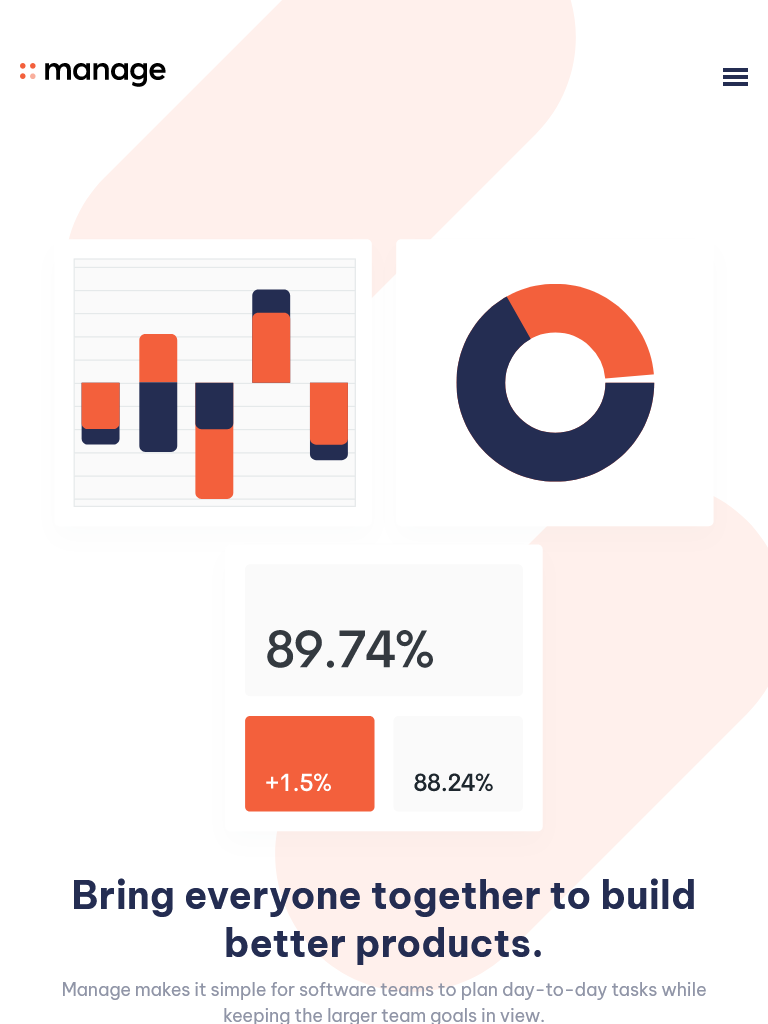 manage
89.74%
+1.5%
88.24%
Bring everyone together to build
better products.
Manage makes it simple for software teams to plan day-to-day tasks while
keeping the larger team goals in view.